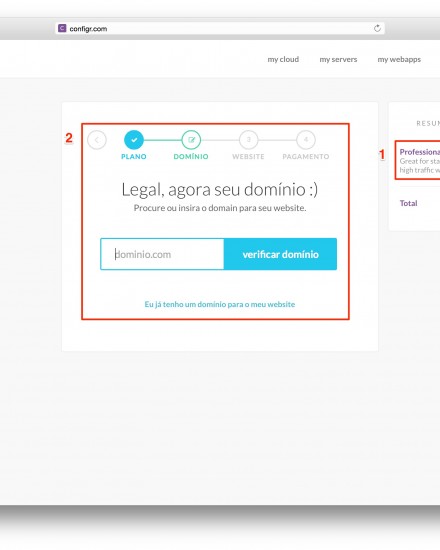 configr.com
my cloud my servers my webapps
2
PLANO DOMÍNIO WEBSITE PAGAMENTO
Legal, agora seu domínio :)
Procure ou insira o domain para seu website.
dominio.com verificar domínio
Eu já tenho um domínio para o meu website
RESUM
1
Professiona
Great for sta
high traffic w
Total